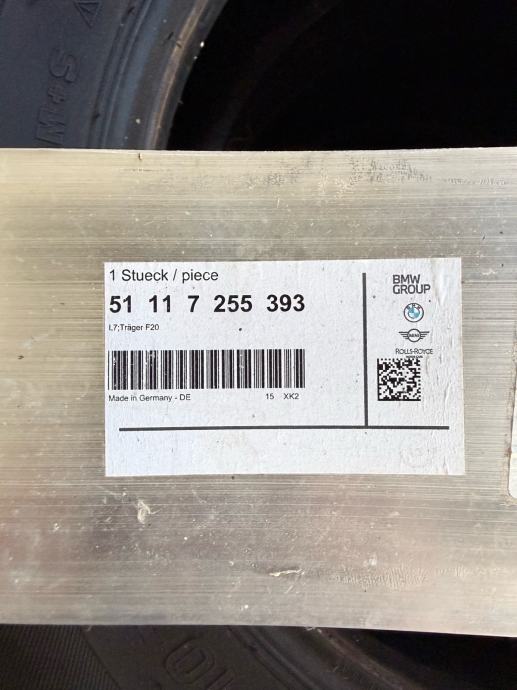 S+W
1 Stueck / piece
51 11 7 255 393
I.7;Träger F20
Made in Germany - DE 15 XK2
BMW
GROUP
MINI
ROLLS-ROYCE